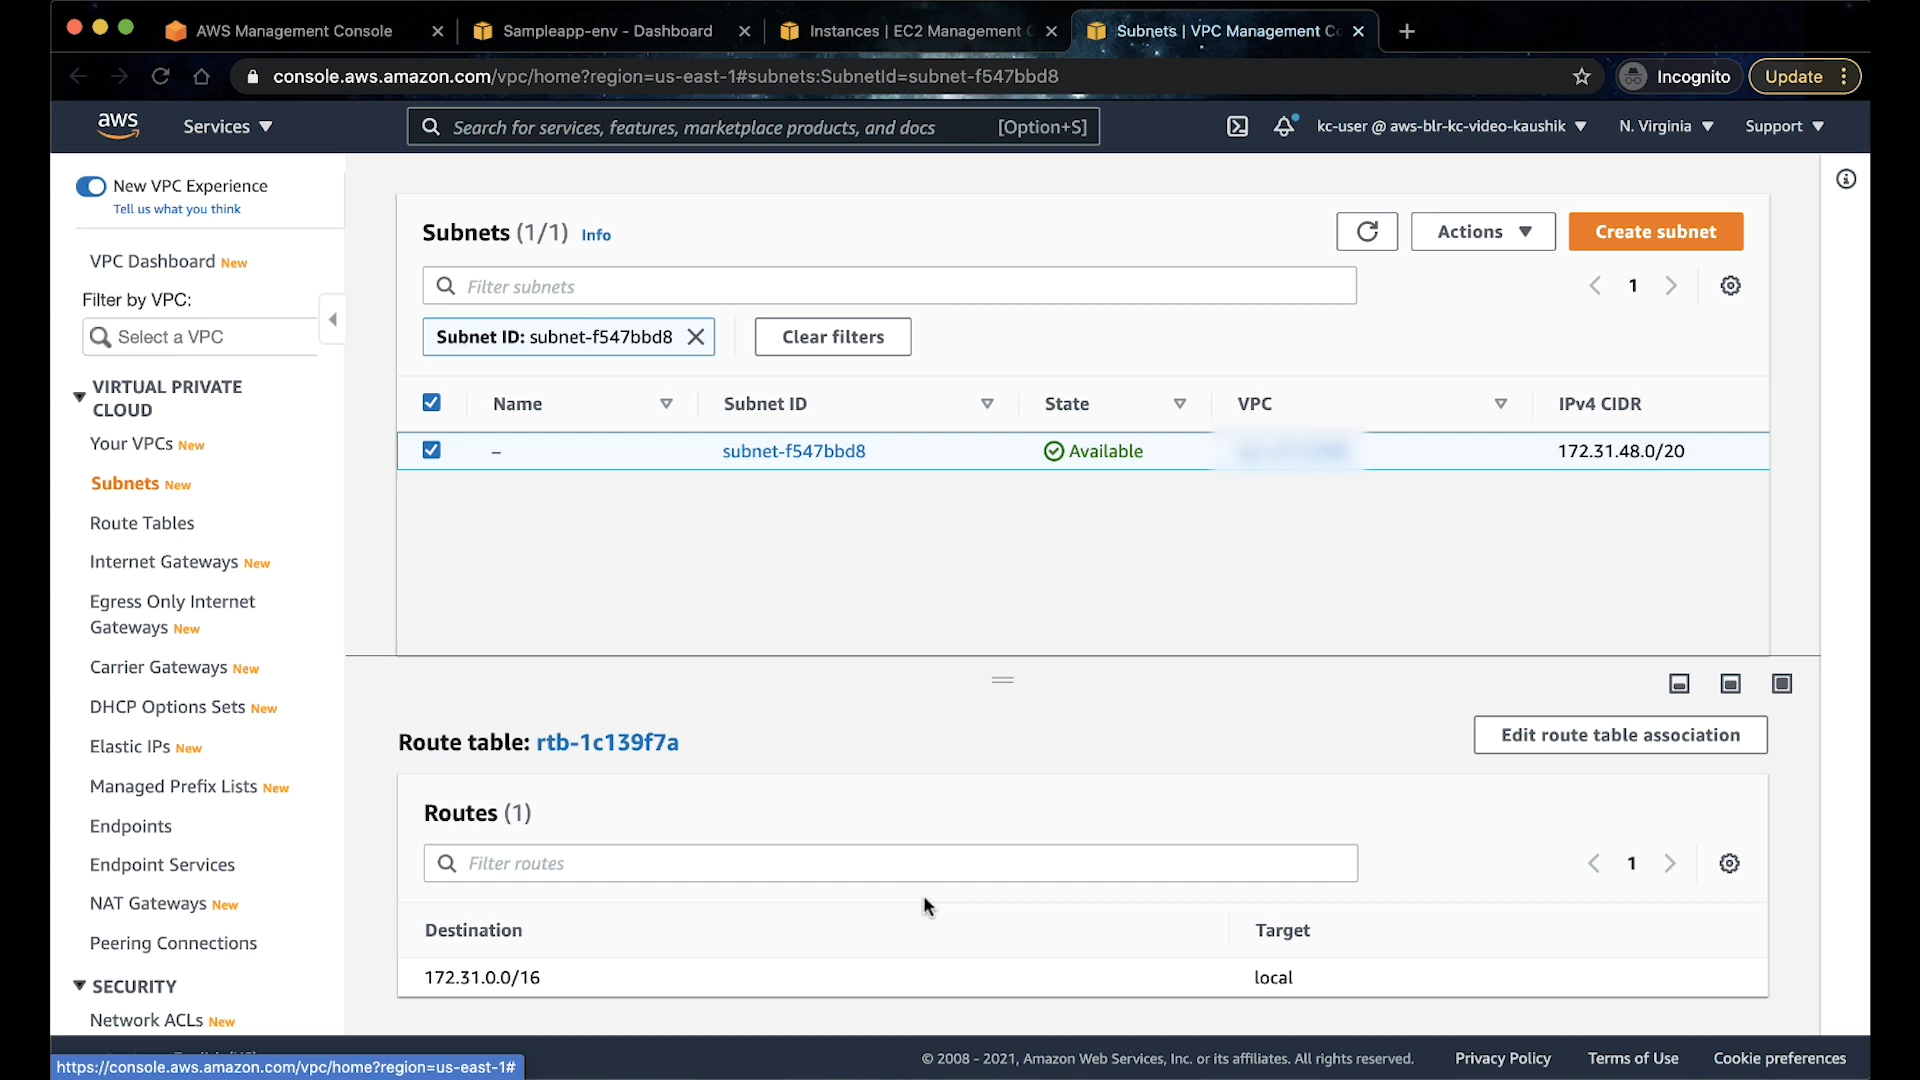 AWS Management Console
Sampleapp-env - Dashboard
Instances | EC2 Management C
Subnets | VPC Management Co
console.aws.amazon.com/vpc/home?region=us-east-1#subnets:SubnetId=subnet-f547bbd8
Incognito
Update
aws
Services
Search for services, features, marketplace products, and docs
[Option+S]
kc-user @ aws-blr-kc-video-kaushik
N. Virginia
Support
New VPC Experience
Tell us what you think
VPC Dashboard New
Filter by VPC:
Select a VPC
VIRTUAL PRIVATE
CLOUD
Your VPCs New
Subnets New
Route Tables
Internet Gateways New
Egress Only Internet
Gateways New
Carrier Gateways New
DHCP Options Sets New
Elastic IPs New
Managed Prefix Lists New
Endpoints
Endpoint Services
NAT Gateways New
Peering Connections
SECURITY
Network ACLs New
Subnets (1/1) Info
Actions
Create subnet
Filter subnets
1
Subnet ID: subnet-f547bbd8
Clear filters
Name
Subnet ID
State
VPC
IPv4 CIDR
–
subnet-f547bbd8
Available
172.31.48.0/20
Route table: rtb-1c139f7a
Edit route table association
Routes (1)
Filter routes
1
Destination
Target
172.31.0.0/16
local
© 2008 - 2021, Amazon Web Services, Inc. or its affiliates. All rights reserved.
Privacy Policy
Terms of Use
Cookie preferences
https://console.aws.amazon.com/vpc/home?region=us-east-1#